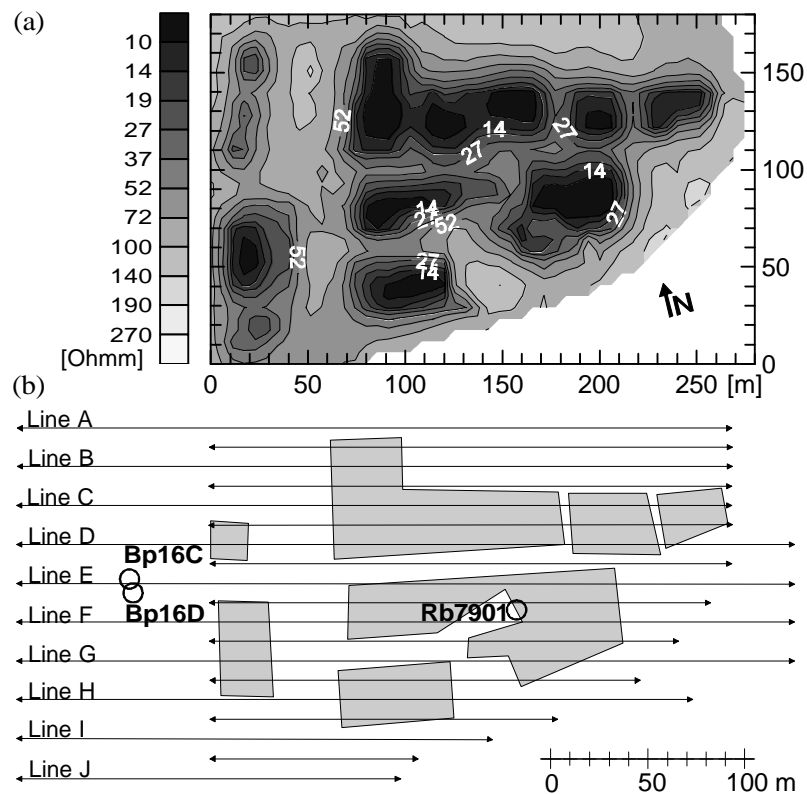 (a)
10
14
19
27
37
52
72
100
140
190
270
[Ohmm]
52
14
27
27
14
27
14
27
52
52
27
14
N
150
100
50
0
0 50 100 150 200 250 [m]
(b)
Line A
Line B
Line C
Line D
Bp16C
Line E
Bp16D
Rb7901
Line F
Line G
Line H
Line I
Line J
0 50 100 m